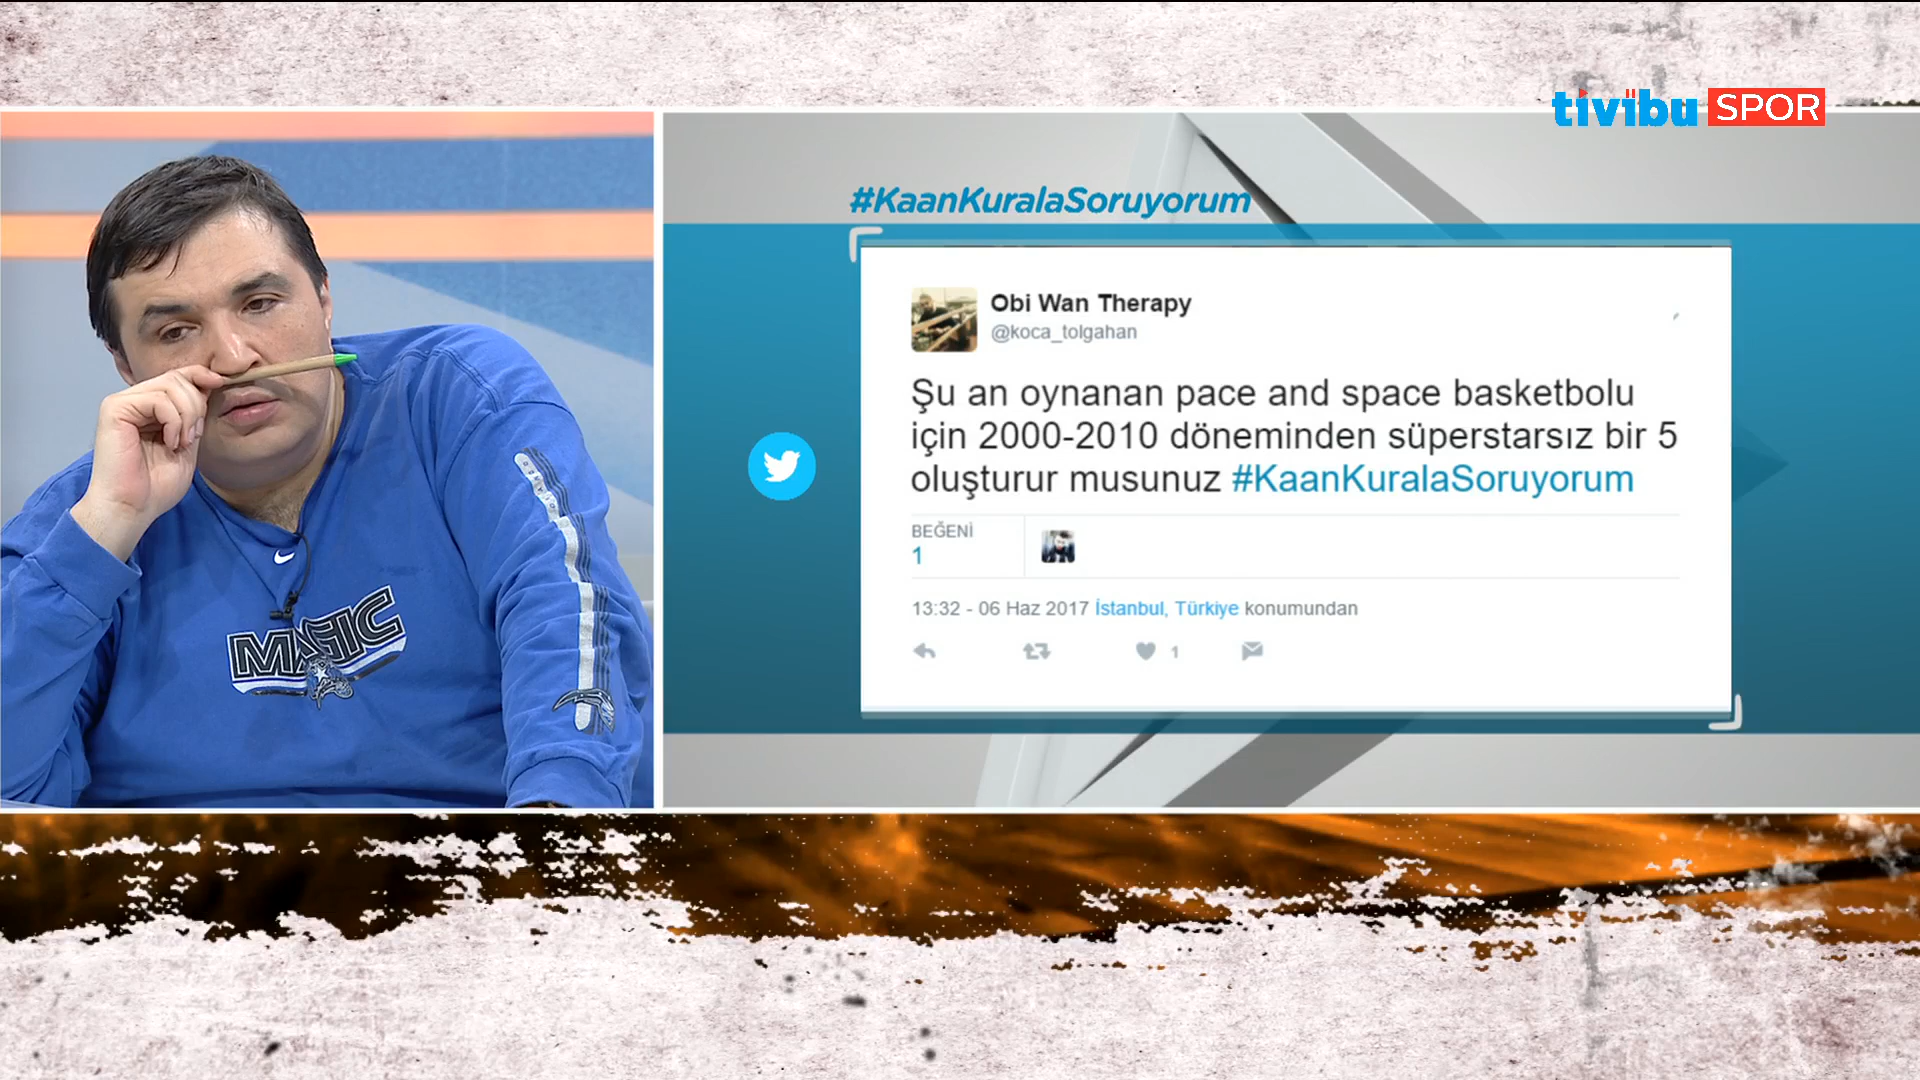 tivibu SPOR
#KaanKuralaSoruyorum
Obi Wan Therapy
@koca_tolgahan
Şu an oynanan pace and space basketbolu
için 2000-2010 döneminden süperstarsız bir 5
oluşturur musunuz #KaanKuralaSoruyorum
BEĞENİ
1
13:32 - 06 Haz 2017 İstanbul, Türkiye konumundan
1
MAGIC